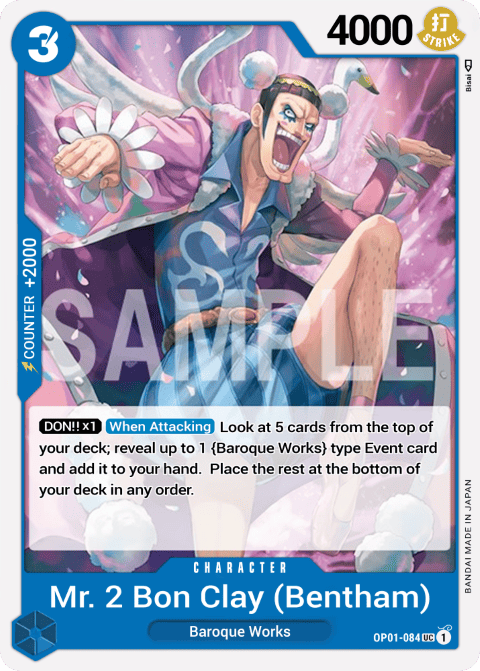 3
4000
打
STRIKE
Bisai
COUNTER +2000
SAMPLE
DON!! x1 When Attacking Look at 5 cards from the top of
your deck; reveal up to 1 {Baroque Works} type Event card
and add it to your hand. Place the rest at the bottom of
your deck in any order.
BANDAI MADE IN JAPAN
CHARACTER
Mr. 2 Bon Clay (Bentham)
Baroque Works
OP01-084 UC 1